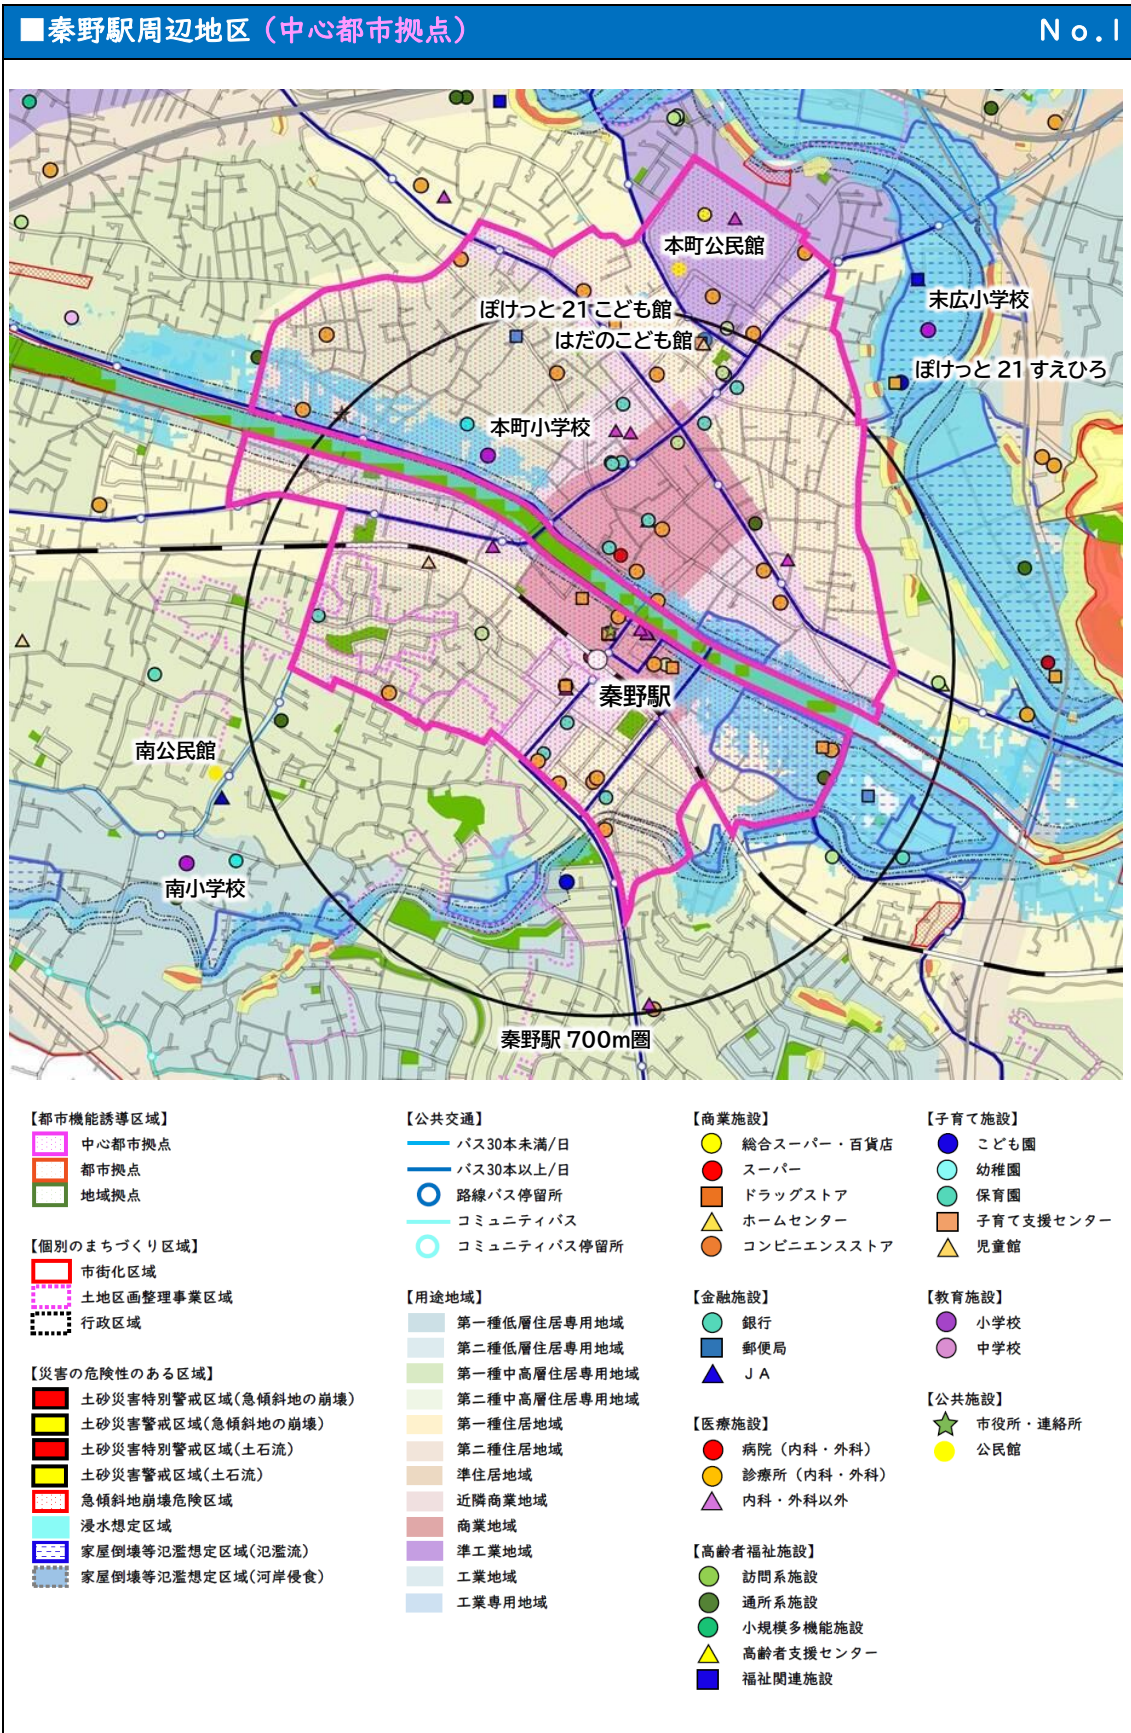 ■秦野駅周辺地区（中心都市拠点）
No.1
本町公民館
ぽけっと21こども館
はだのこども館
末広小学校
ぽけっと21すえひろ
本町小学校
秦野駅
南公民館
南小学校
秦野駅 700m圏
【都市機能誘導区域】
中心都市拠点
都市拠点
地域拠点
【個別のまちづくり区域】
市街化区域
土地区画整理事業区域
行政区域
【災害の危険性のある区域】
土砂災害特別警戒区域(急傾斜地の崩壊)
土砂災害警戒区域(急傾斜地の崩壊)
土砂災害特別警戒区域(土石流)
土砂災害警戒区域(土石流)
急傾斜地崩壊危険区域
浸水想定区域
家屋倒壊等氾濫想定区域(氾濫流)
家屋倒壊等氾濫想定区域(河岸侵食)
【公共交通】
バス30本未満/日
バス30本以上/日
路線バス停留所
コミュニティバス
コミュニティバス停留所
【用途地域】
第一種低層住居専用地域
第二種低層住居専用地域
第一種中高層住居専用地域
第二種中高層住居専用地域
第一種住居地域
第二種住居地域
準住居地域
近隣商業地域
商業地域
準工業地域
工業地域
工業専用地域
【商業施設】
総合スーパー・百貨店
スーパー
ドラッグストア
ホームセンター
コンビニエンスストア
【金融施設】
銀行
郵便局
ＪＡ
【医療施設】
病院（内科・外科）
診療所（内科・外科）
内科・外科以外
【高齢者福祉施設】
訪問系施設
通所系施設
小規模多機能施設
高齢者支援センター
福祉関連施設
【子育て施設】
こども園
幼稚園
保育園
子育て支援センター
児童館
【教育施設】
小学校
中学校
【公共施設】
市役所・連絡所
公民館